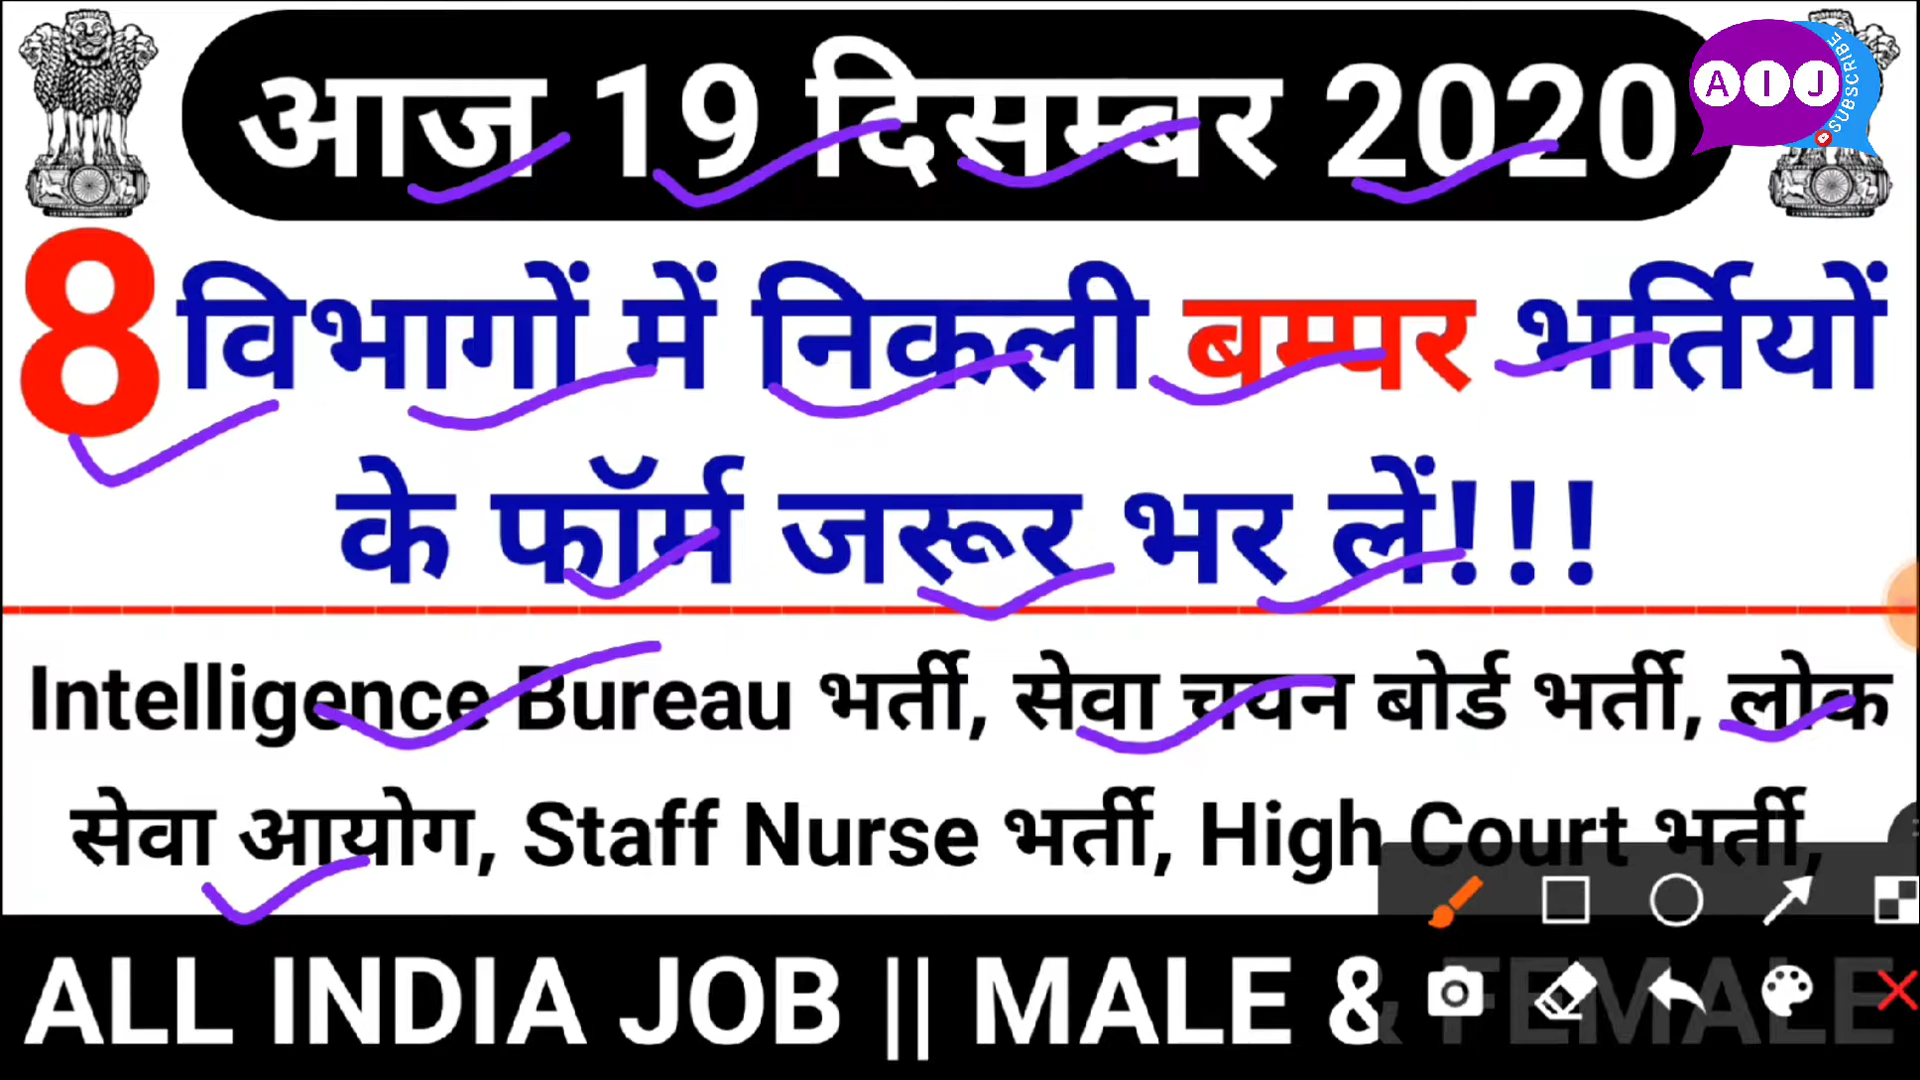 आज 19 दिसम्बर 2020
AIJ
SUBSCRIBE
8 विभागों में निकली बम्पर भर्तियों
के फॉर्म जरूर भर लें!!!
Intelligence Bureau भर्ती, सेवा चयन बोर्ड भर्ती, लोक
सेवा आयोग, Staff Nurse भर्ती, High Court भर्ती,
ALL INDIA JOB || MALE & FEMALE